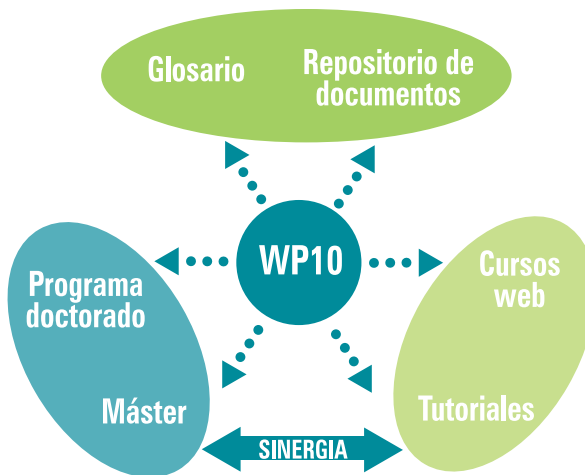 Glosario
Repositorio de
documentos
WP10
Programa
doctorado
Máster
Cursos
web
Tutoriales
SINERGIA